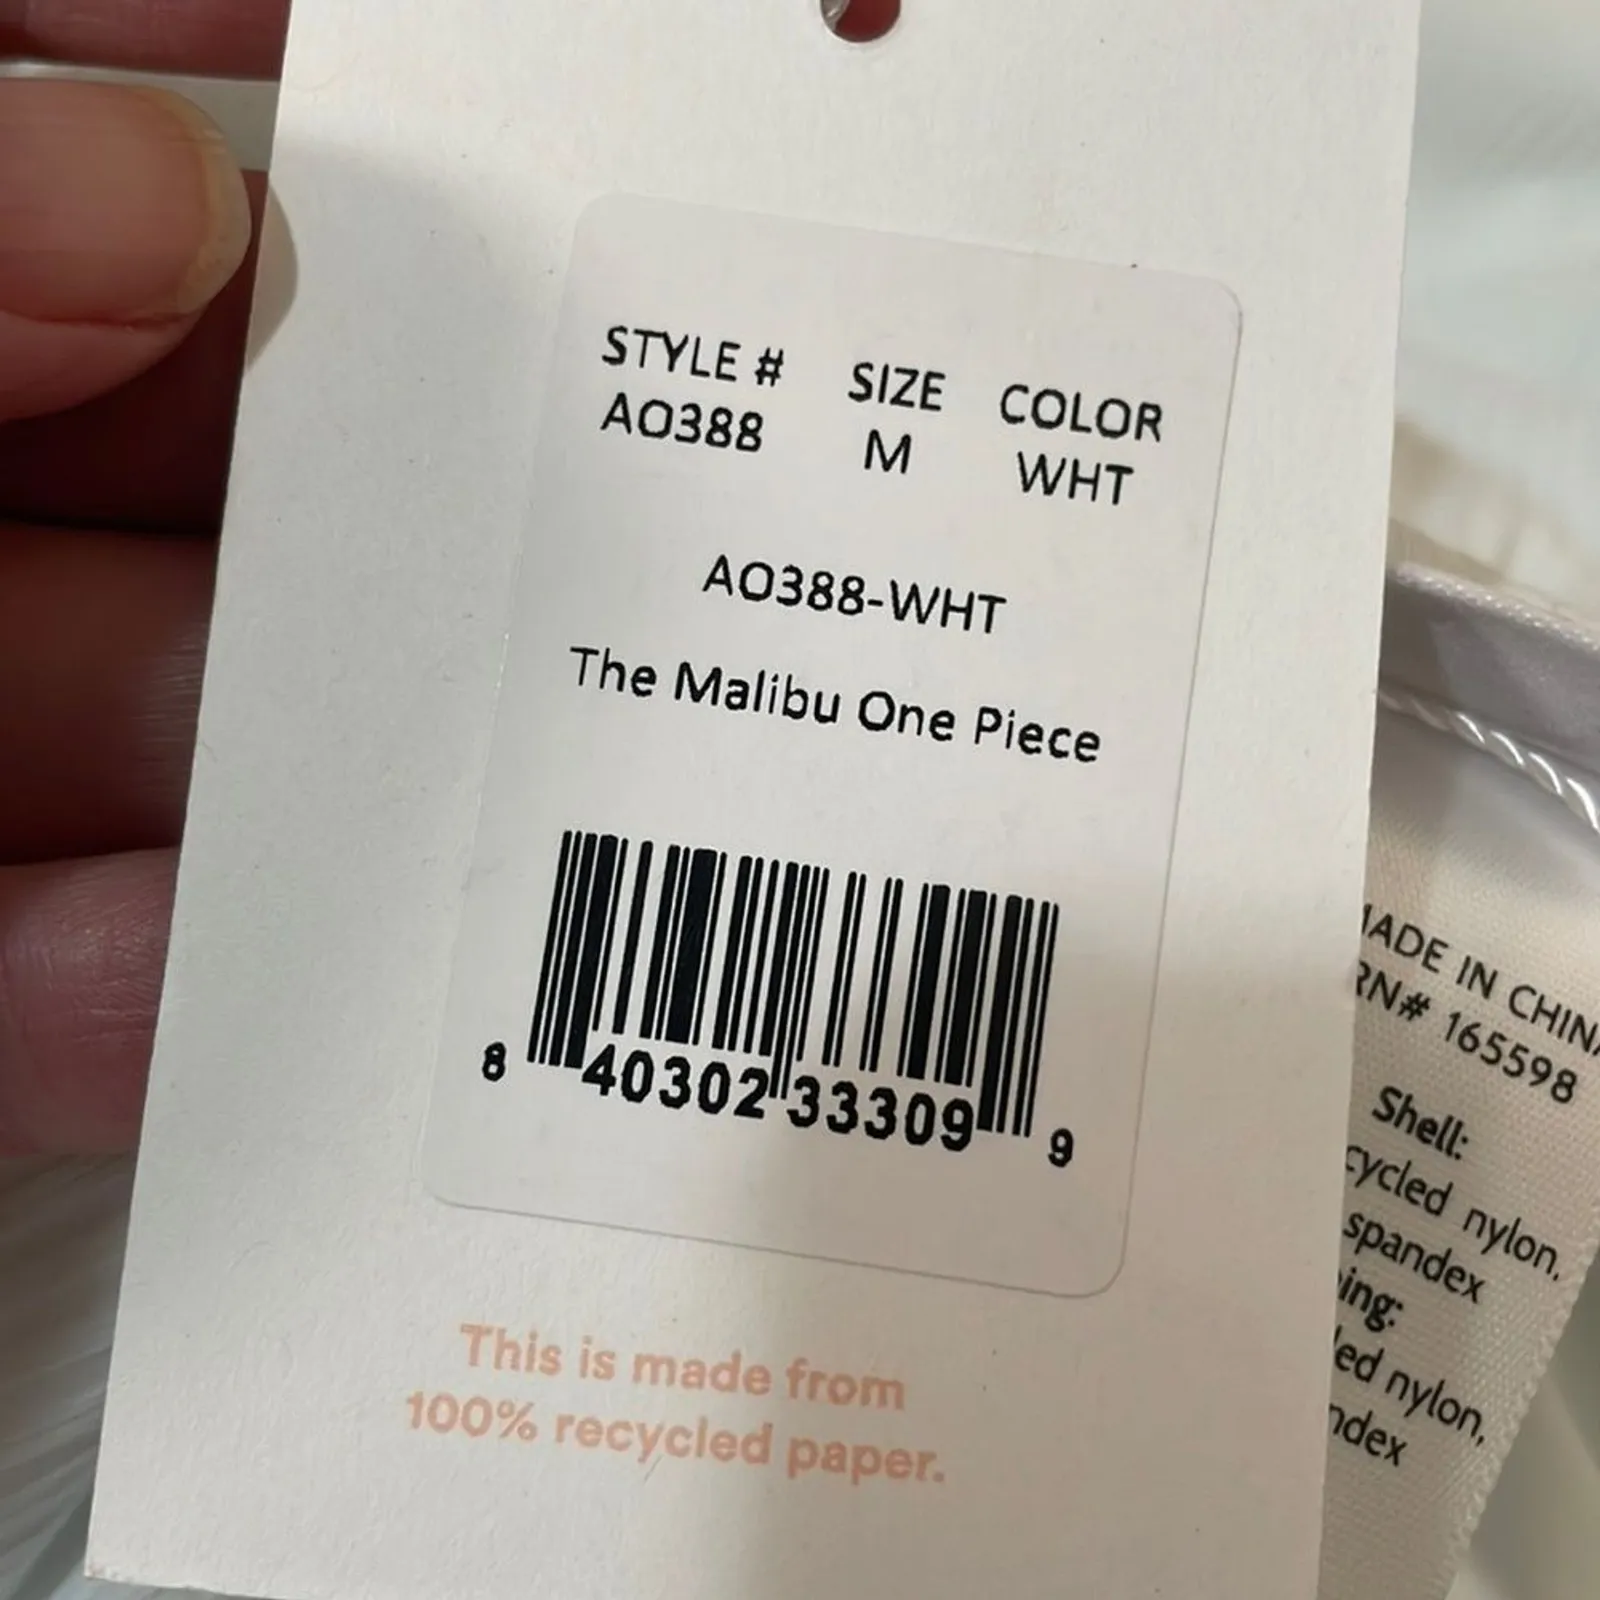 STYLE # SIZE COLOR
AO388 M WHT
AO388-WHT
The Malibu One Piece
8 40302 33309 9
This is made from
100% recycled paper.
MADE IN CHINA
RN# 165598
Shell:
cycled nylon,
spandex
ing:
led nylon,
ndex